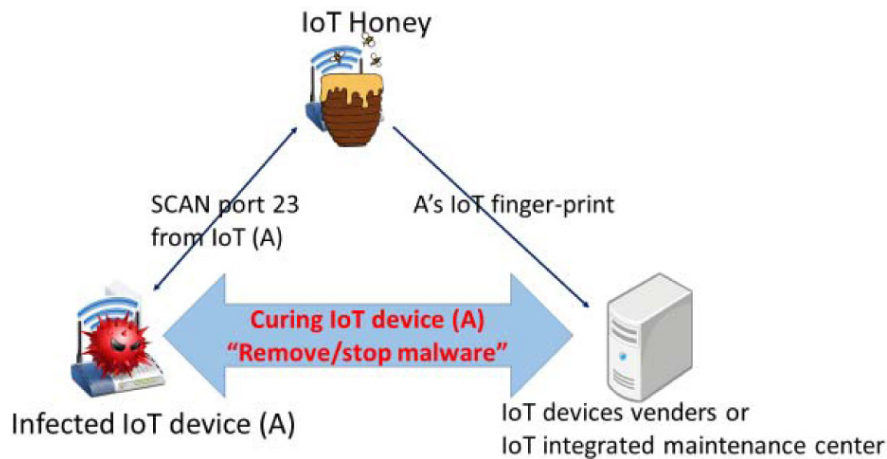 IoT Honey
SCAN port 23
from IoT (A)
A's IoT finger-print
Curing IoT device (A)
“Remove/stop malware”
Infected IoT device (A)
IoT devices venders or
IoT integrated maintenance center